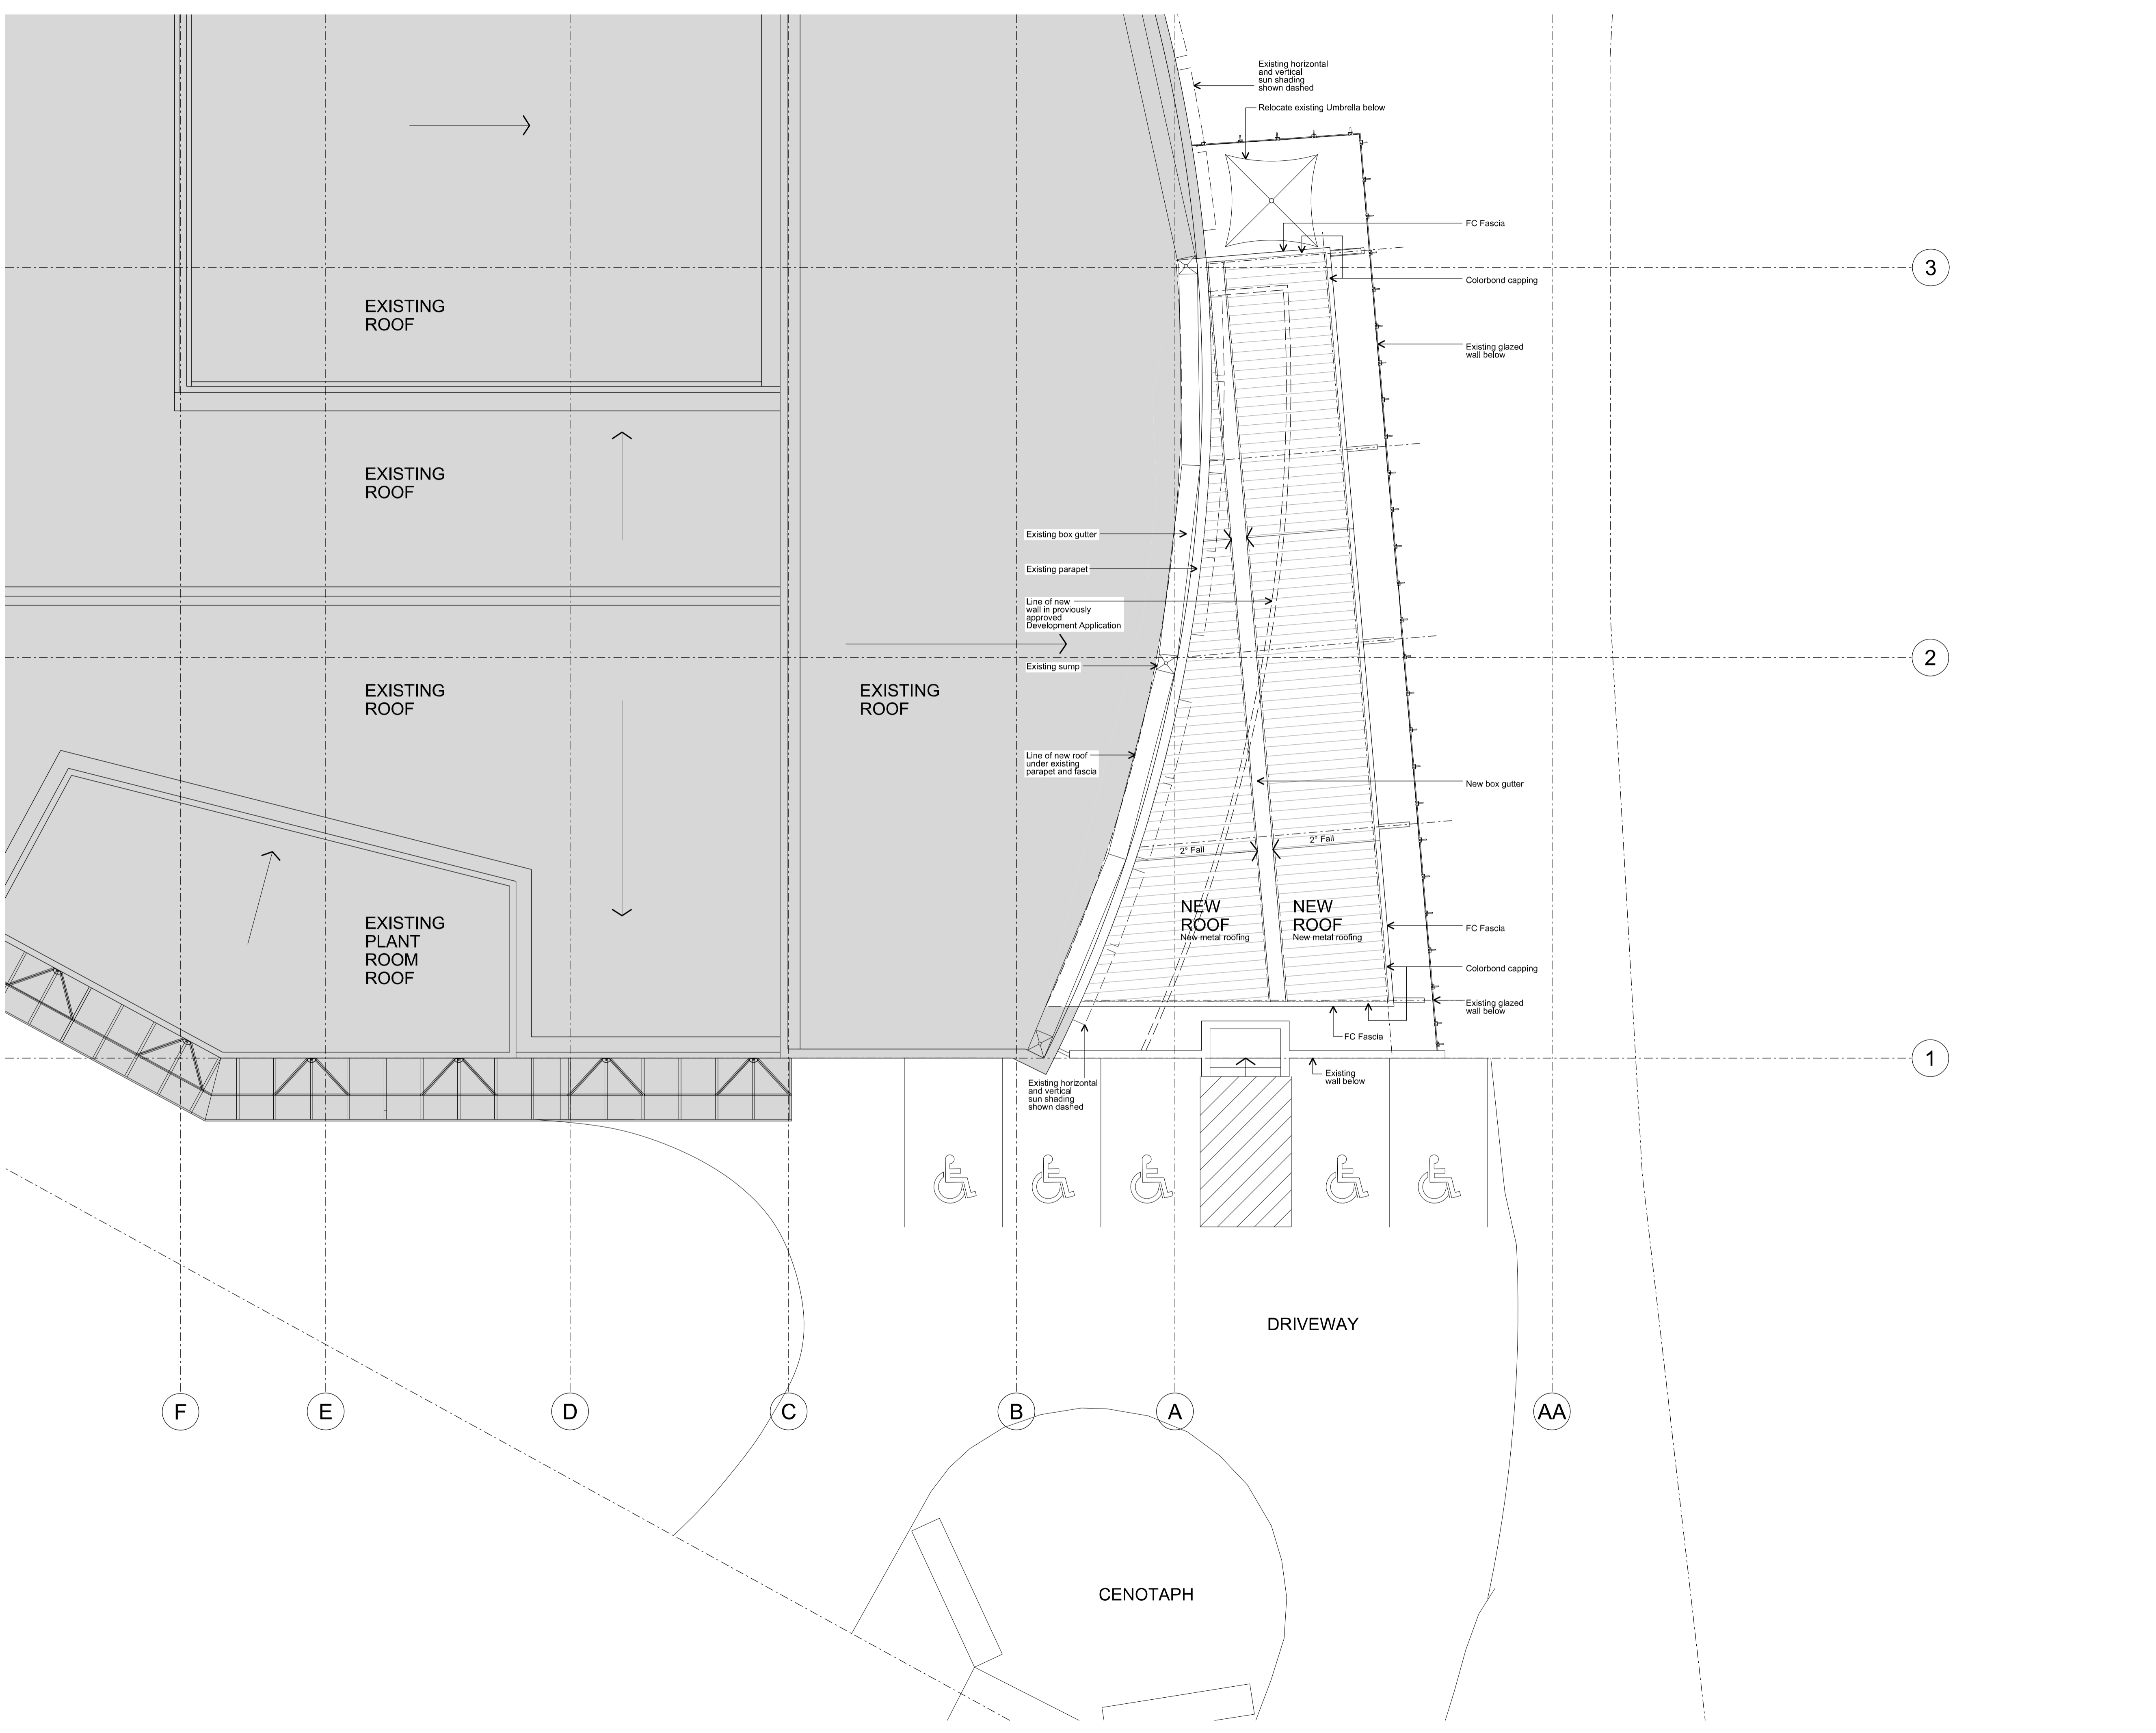 Existing horizontal
and vertical
sun shading
shown dashed
Relocate existing Umbrella below
FC Fascia
3
Colorbond capping
EXISTING
ROOF
Existing glazed
wall below
EXISTING
ROOF
Existing box gutter
Existing parapet
Line of new
wall in proviously
approved
Development Application
2
Existing sump
EXISTING
ROOF
EXISTING
ROOF
Line of new roof
under existing
parapet and fascia
New box gutter
2° Fall
2° Fall
EXISTING
PLANT
ROOM
ROOF
NEW
ROOF
New metal roofing
NEW
ROOF
New metal roofing
FC Fascia
Colorbond capping
Existing glazed
wall below
FC Fascia
1
Existing
wall below
Existing horizontal
and vertical
sun shading
shown dashed
DRIVEWAY
F
E
D
C
B
A
AA
CENOTAPH